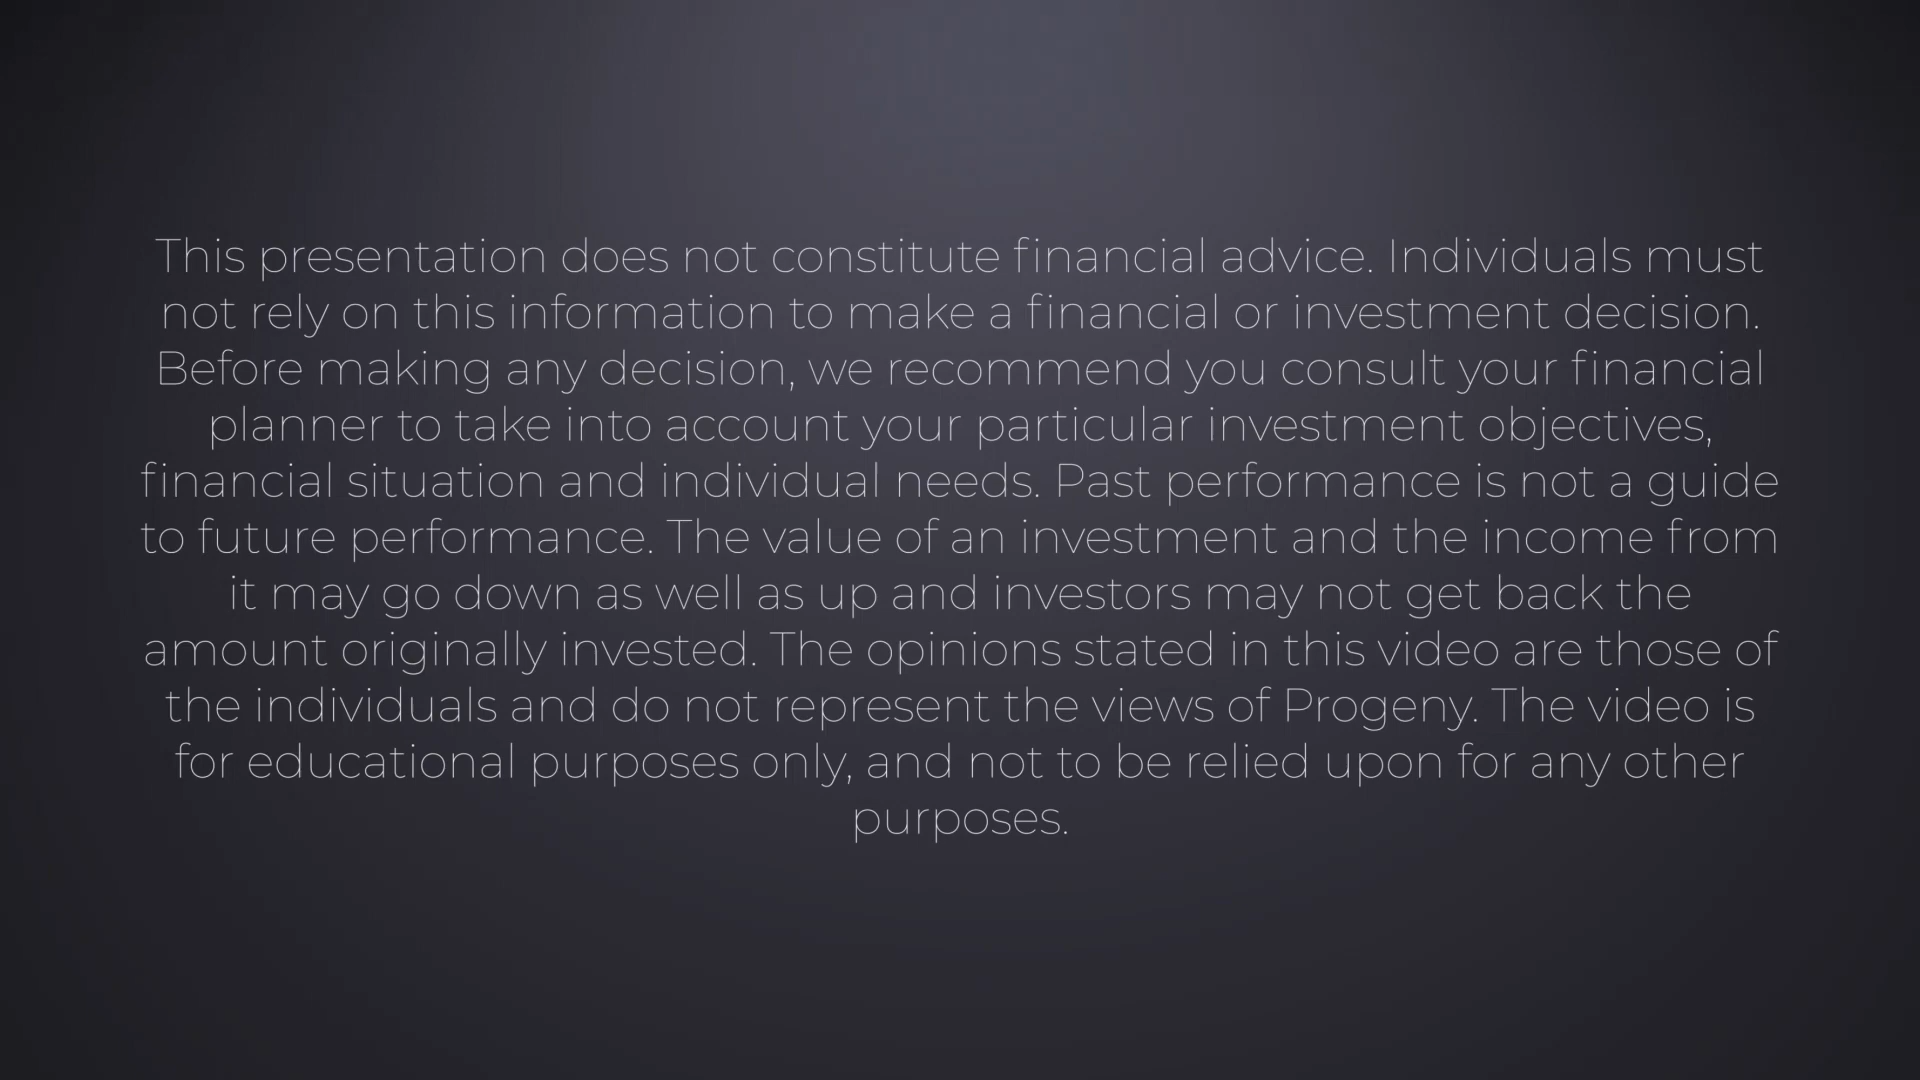 This presentation does not constitute financial advice. Individuals must
not rely on this information to make a financial or investment decision.
Before making any decision, we recommend you consult your financial
planner to take into account your particular investment objectives,
financial situation and individual needs. Past performance is not a guide
to future performance. The value of an investment and the income from
it may go down as well as up and investors may not get back the
amount originally invested. The opinions stated in this video are those of
the individuals and do not represent the views of Progeny. The video is
for educational purposes only, and not to be relied upon for any other
purposes.